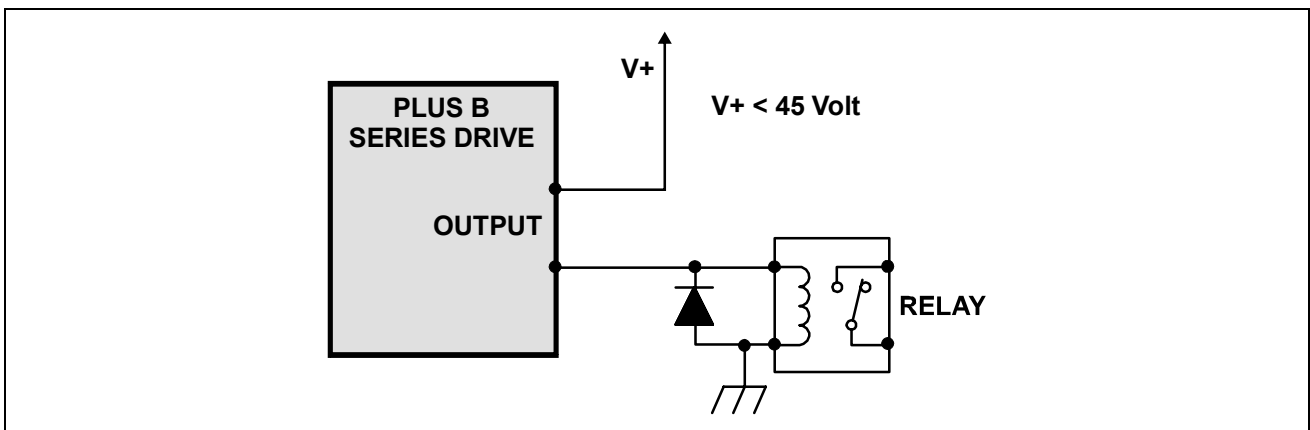 V+
V+ < 45 Volt
PLUS B
SERIES DRIVE
OUTPUT
RELAY